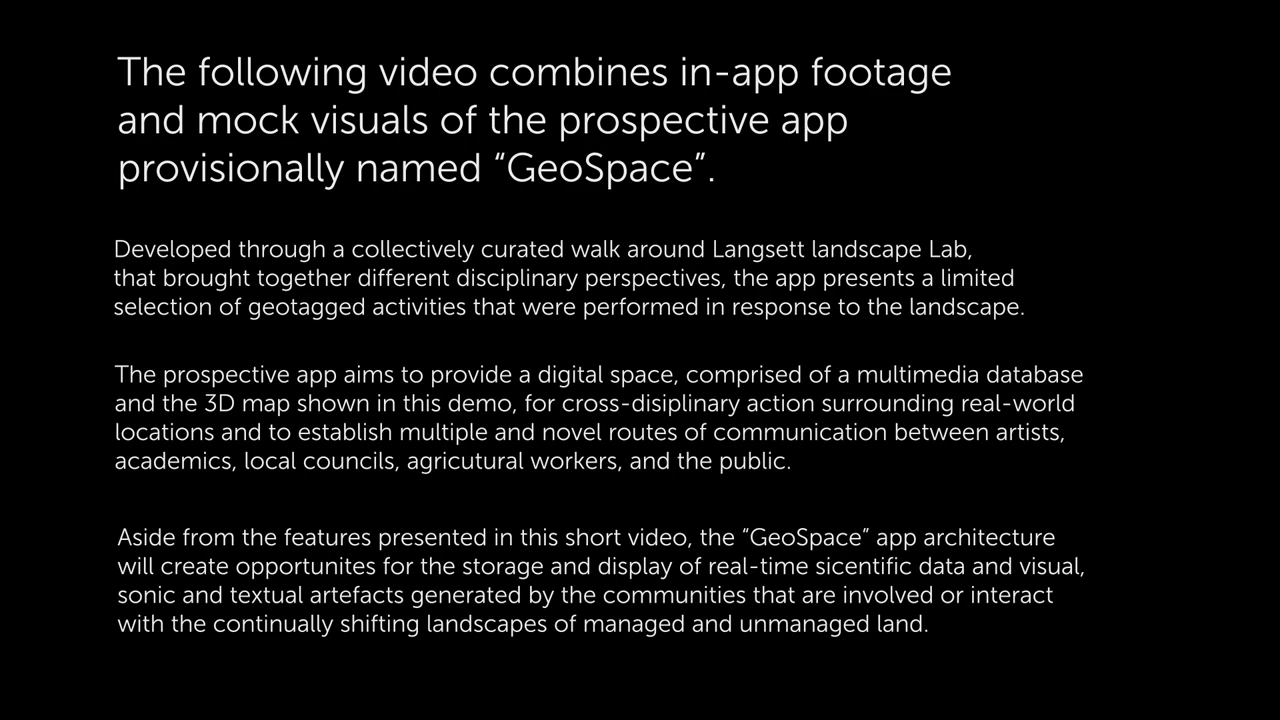 The following video combines in-app footage
and mock visuals of the prospective app
provisionally named “GeoSpace”.
Developed through a collectively curated walk around Langsett landscape Lab,
that brought together different disciplinary perspectives, the app presents a limited
selection of geotagged activities that were performed in response to the landscape.
The prospective app aims to provide a digital space, comprised of a multimedia database
and the 3D map shown in this demo, for cross-disiplinary action surrounding real-world
locations and to establish multiple and novel routes of communication between artists,
academics, local councils, agricutural workers, and the public.
Aside from the features presented in this short video, the “GeoSpace” app architecture
will create opportunites for the storage and display of real-time sicentific data and visual,
sonic and textual artefacts generated by the communities that are involved or interact
with the continually shifting landscapes of managed and unmanaged land.